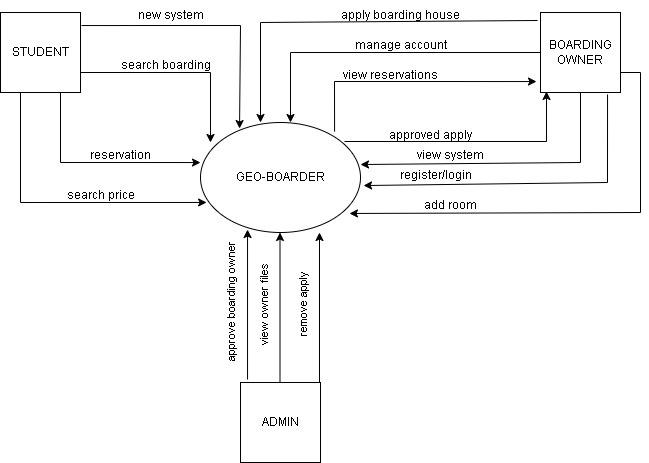 new system
apply boarding house
STUDENT
BOARDING
OWNER
manage account
search boarding
view reservations
approved apply
reservation
view system
GEO-BOARDER
register/login
search price
add room
approve boarding owner
view owner files
remove apply
ADMIN